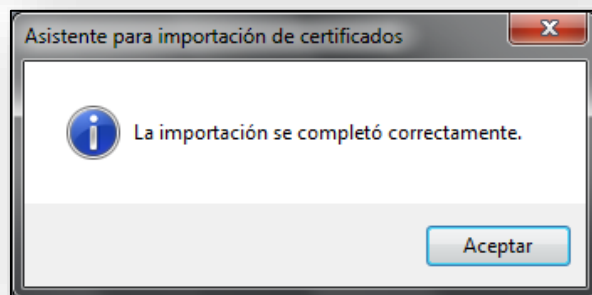 Asistente para importación de certificados
La importación se completó correctamente.
Aceptar